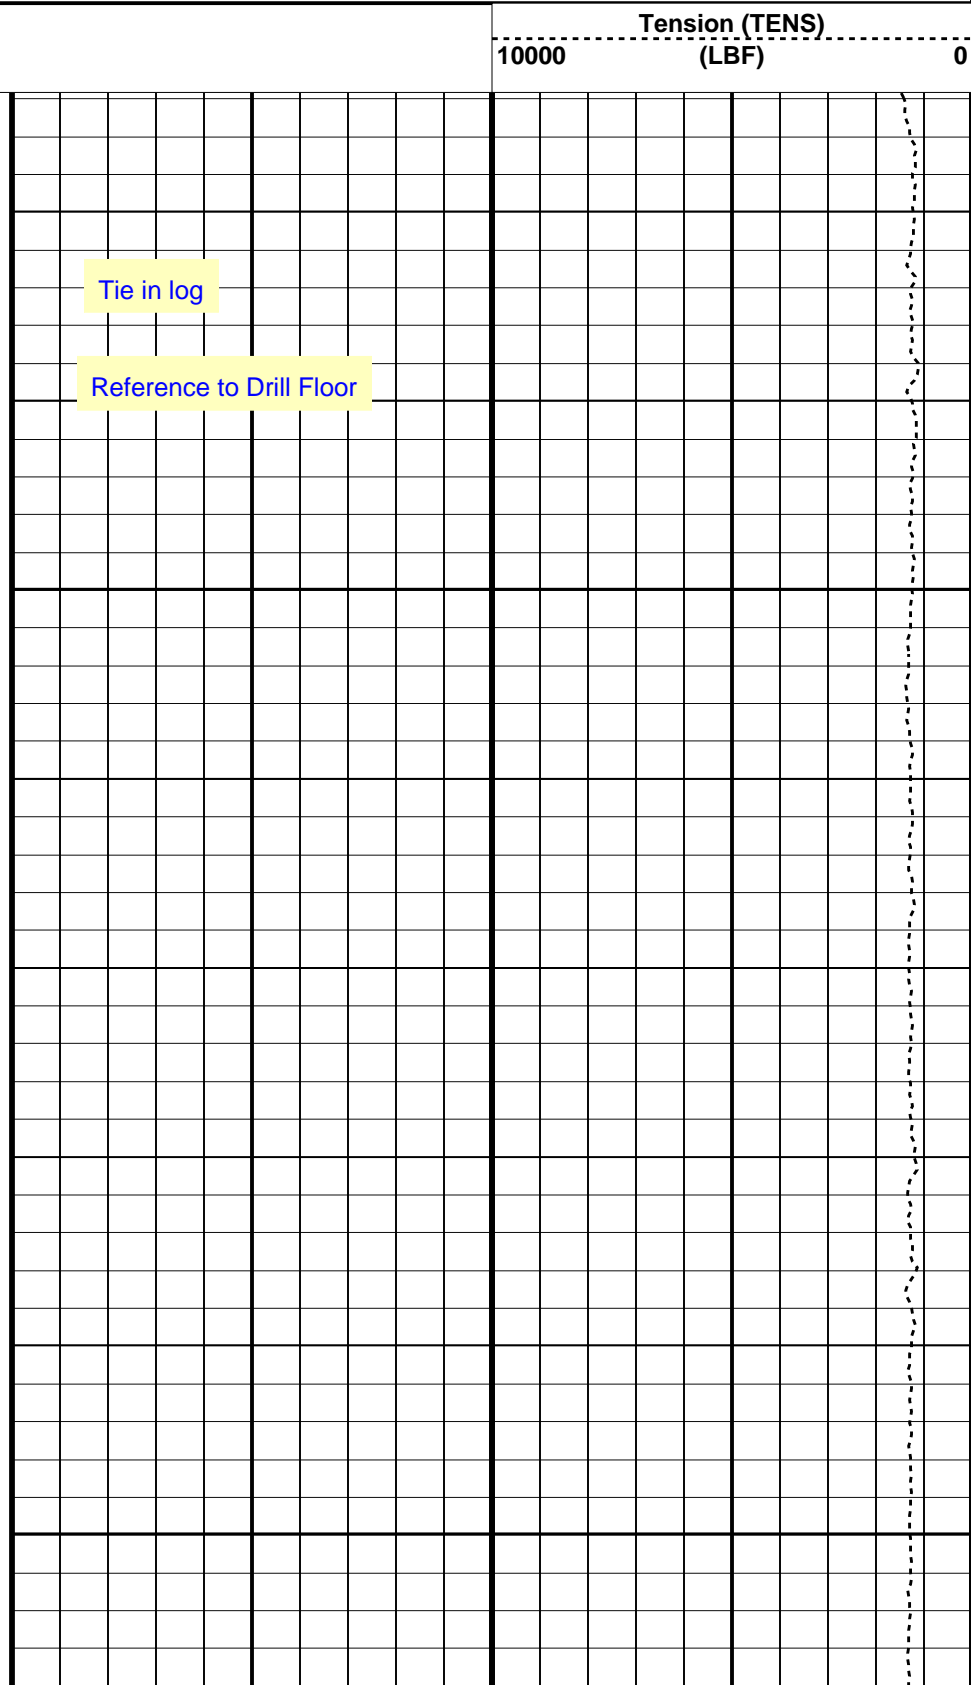 Tension (TENS)
10000 (LBF) 0
Tie in log
Reference to Drill Floor